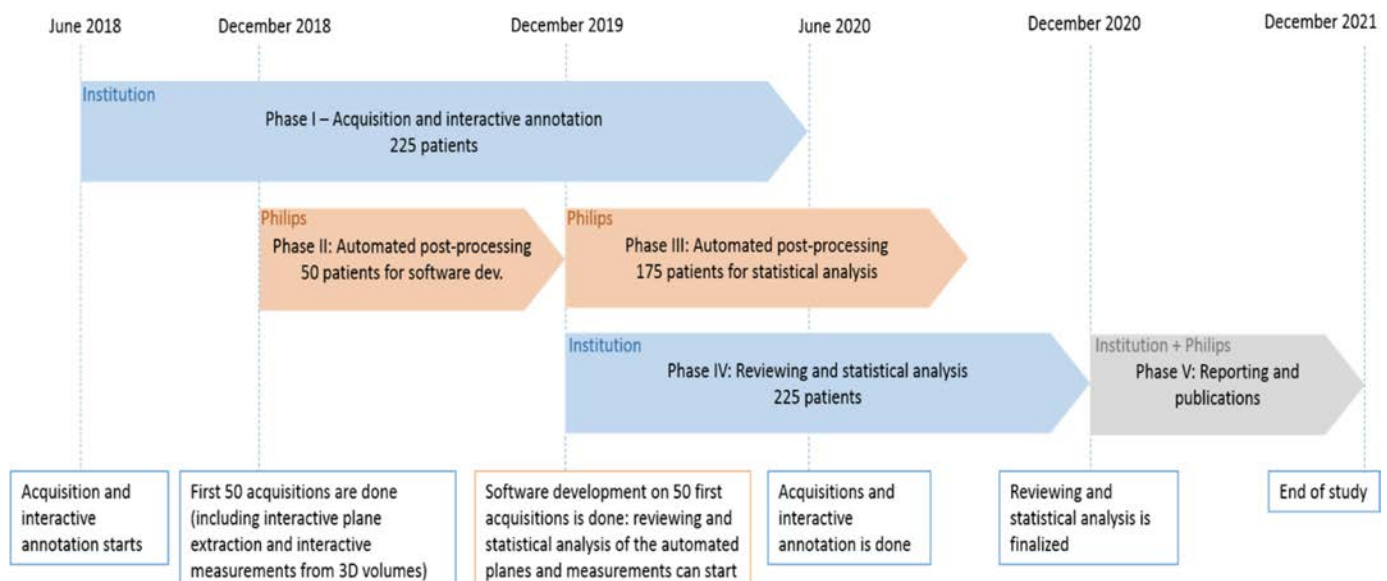 June 2018
December 2018
December 2019
June 2020
December 2020
December 2021
Institution
Phase I – Acquisition and interactive annotation
225 patients
Philips
Phase II: Automated post-processing
50 patients for software dev.
Philips
Phase III: Automated post-processing
175 patients for statistical analysis
Institution
Phase IV: Reviewing and statistical analysis
225 patients
Institution + Philips
Phase V: Reporting and
publications
Acquisition and
interactive
annotation starts
First 50 acquisitions are done
(including interactive plane
extraction and interactive
measurements from 3D volumes)
Software development on 50 first
acquisitions is done: reviewing and
statistical analysis of the automated
planes and measurements can start
Acquisitions and
interactive
annotation is done
Reviewing and
statistical analysis is
finalized
End of study